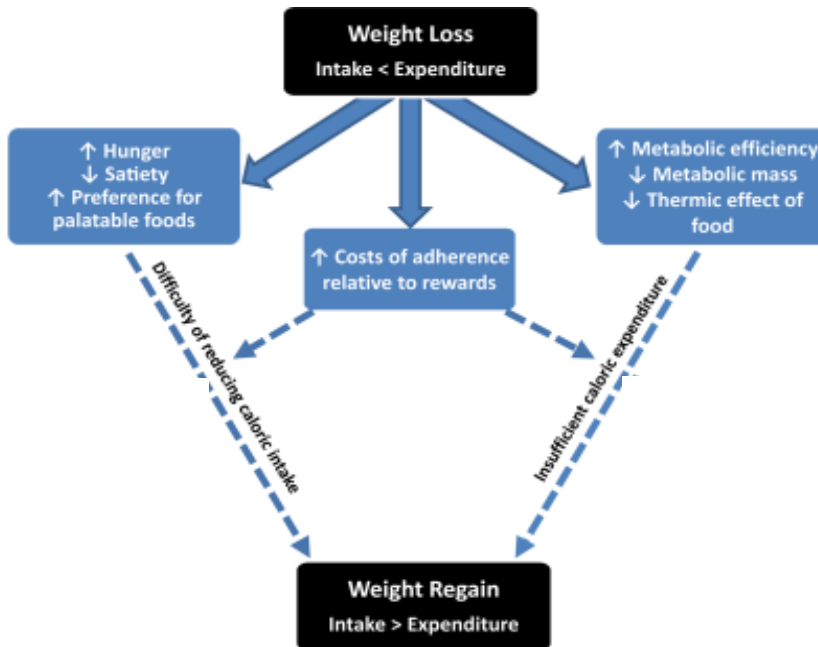 Weight Loss
Intake < Expenditure
↑ Hunger
↓ Satiety
↑ Preference for
palatable foods
↑ Metabolic efficiency
↓ Metabolic mass
↓ Thermic effect of
food
↑ Costs of adherence
relative to rewards
Difficulty of reducing caloric intake
Insufficient caloric expenditure
Weight Regain
Intake > Expenditure